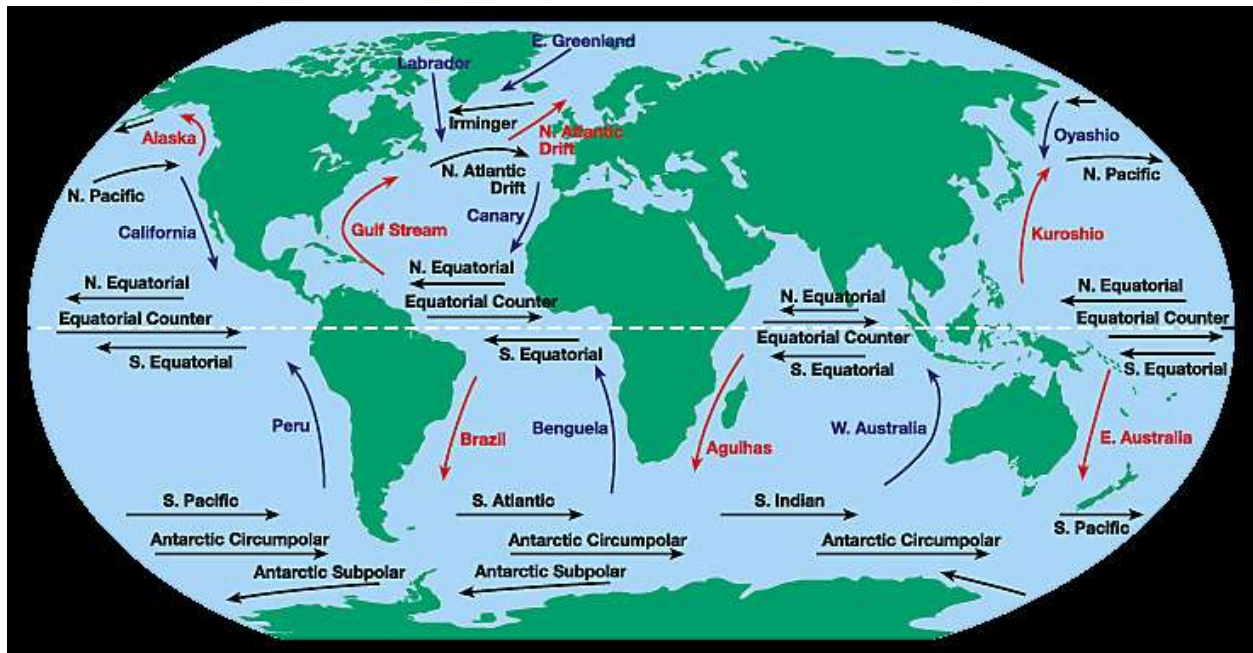 E. Greenland
Labrador
Irminger
Alaska
N. Atlantic
Drift
Oyashio
N. Pacific
N. Atlantic
Drift
N. Pacific
Canary
California
Gulf Stream
Kuroshio
N. Equatorial
N. Equatorial
N. Equatorial
N. Equatorial
Equatorial Counter
Equatorial Counter
Equatorial Counter
Equatorial Counter
S. Equatorial
S. Equatorial
S. Equatorial
S. Equatorial
Peru
Brazil
Benguela
Agulhas
W. Australia
E. Australia
S. Pacific
S. Atlantic
S. Indian
S. Pacific
Antarctic Circumpolar
Antarctic Circumpolar
Antarctic Circumpolar
Antarctic Subpolar
Antarctic Subpolar